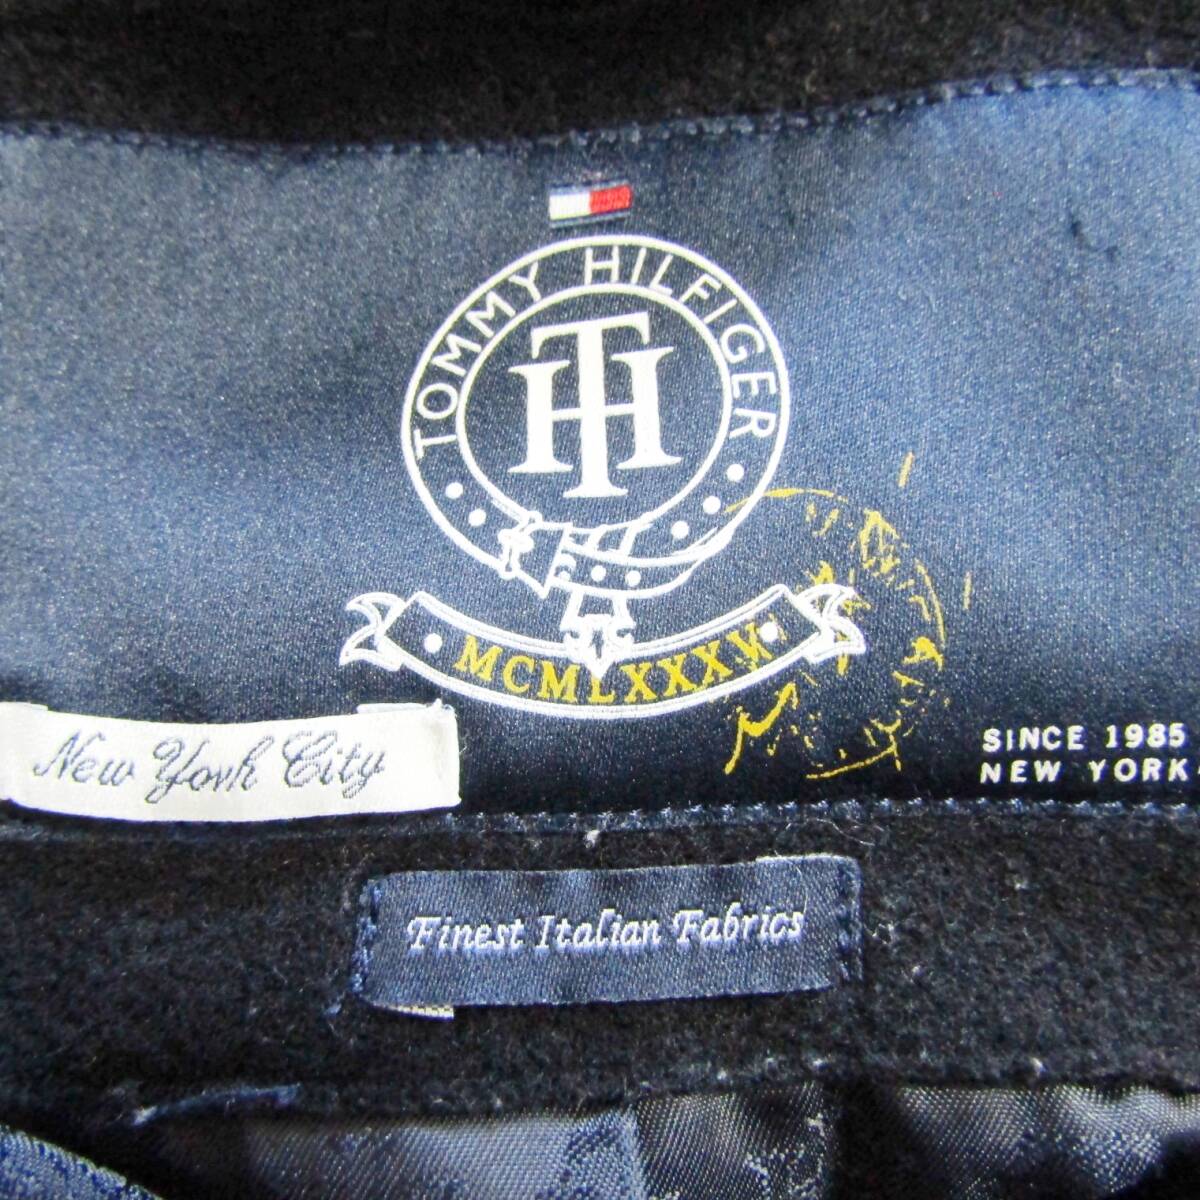 TOMMY HILFIGER
TH
MCMLXXXV
New York City
SINCE 1985
NEW YORK
Finest Italian Fabrics